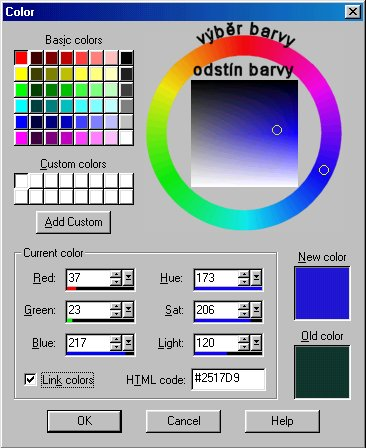 Color
Basic colors
výběr barvy
odstín barvy
Custom colors
Add Custom
Current color
Red: 37 Hue: 173
Green: 23 Sat: 206
Blue: 217 Light: 120
Link colors HTML code: #2517D9
New color
Old color
OK Cancel Help